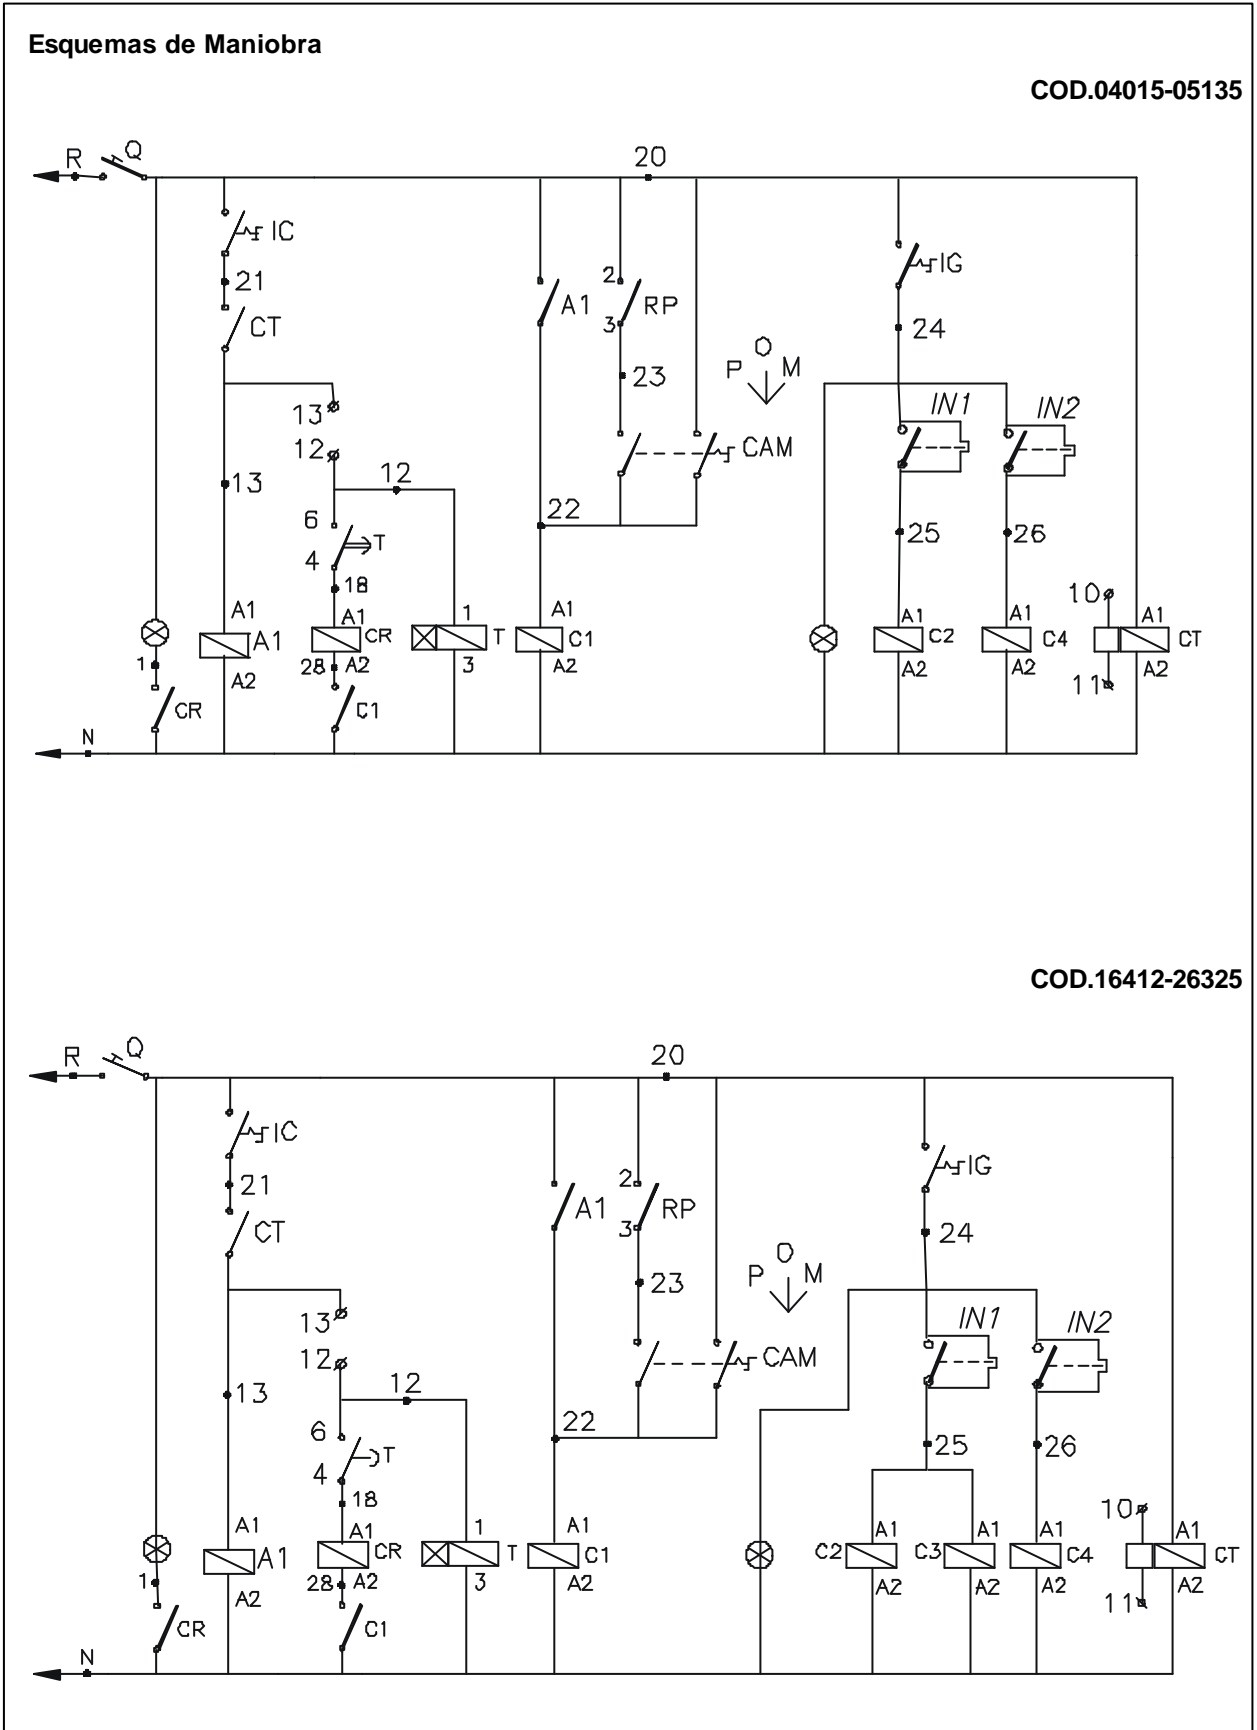 Esquemas de Maniobra
COD.04015-05135
R Q 20
IC
21
CT
A1
2 RP
3
23
P O M
CAM
IG
24
IN1 IN2
13
12
12
13
6
4 T
18
22
25 26
10
11
1
A1 A1 A2
A1 CR
28 A2
1 T
3
A1 C1
A2
A1 C2
A2
A1 C4
A2
A1 CT
A2
CR
C1
N
COD.16412-26325
R Q 20
IC
21
CT
A1
2 RP
3
23
P O M
CAM
IG
24
IN1 IN2
13
12
12
13
6
4 T
18
22
25 26
10
11
1
A1 A1 A2
A1 CR
28 A2
1 T
3
A1 C1
A2
C2 A1
A2
C3 A1
A2
A1 C4
A2
A1 CT
A2
CR
C1
N